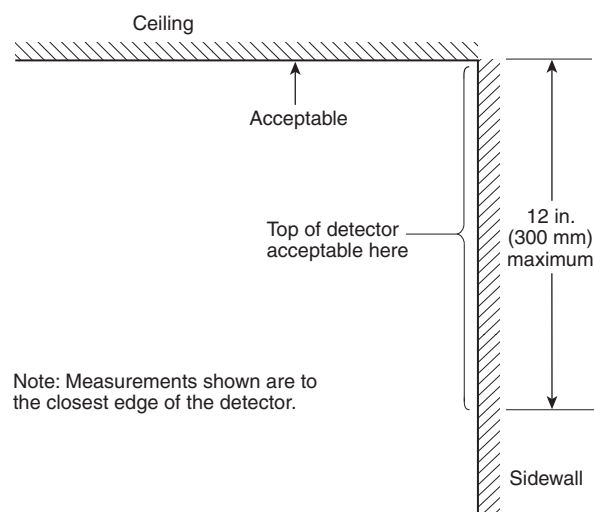 Ceiling
Acceptable
Top of detector
acceptable here
12 in.
(300 mm)
maximum
Note: Measurements shown are to
the closest edge of the detector.
Sidewall